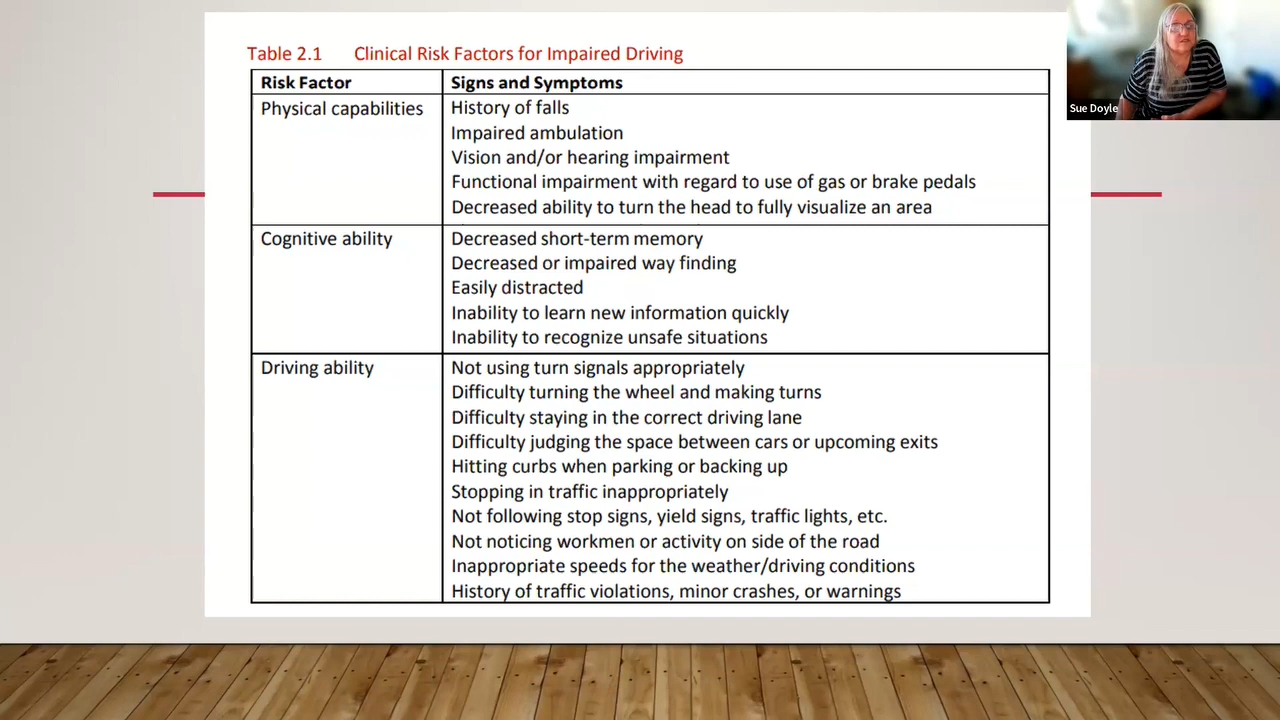 Table 2.1 Clinical Risk Factors for Impaired Driving
Risk Factor Signs and Symptoms
Physical capabilities History of falls
Impaired ambulation
Vision and/or hearing impairment
Functional impairment with regard to use of gas or brake pedals
Decreased ability to turn the head to fully visualize an area
Cognitive ability Decreased short-term memory
Decreased or impaired way finding
Easily distracted
Inability to learn new information quickly
Inability to recognize unsafe situations
Driving ability Not using turn signals appropriately
Difficulty turning the wheel and making turns
Difficulty staying in the correct driving lane
Difficulty judging the space between cars or upcoming exits
Hitting curbs when parking or backing up
Stopping in traffic inappropriately
Not following stop signs, yield signs, traffic lights, etc.
Not noticing workmen or activity on side of the road
Inappropriate speeds for the weather/driving conditions
History of traffic violations, minor crashes, or warnings
Sue Doyle